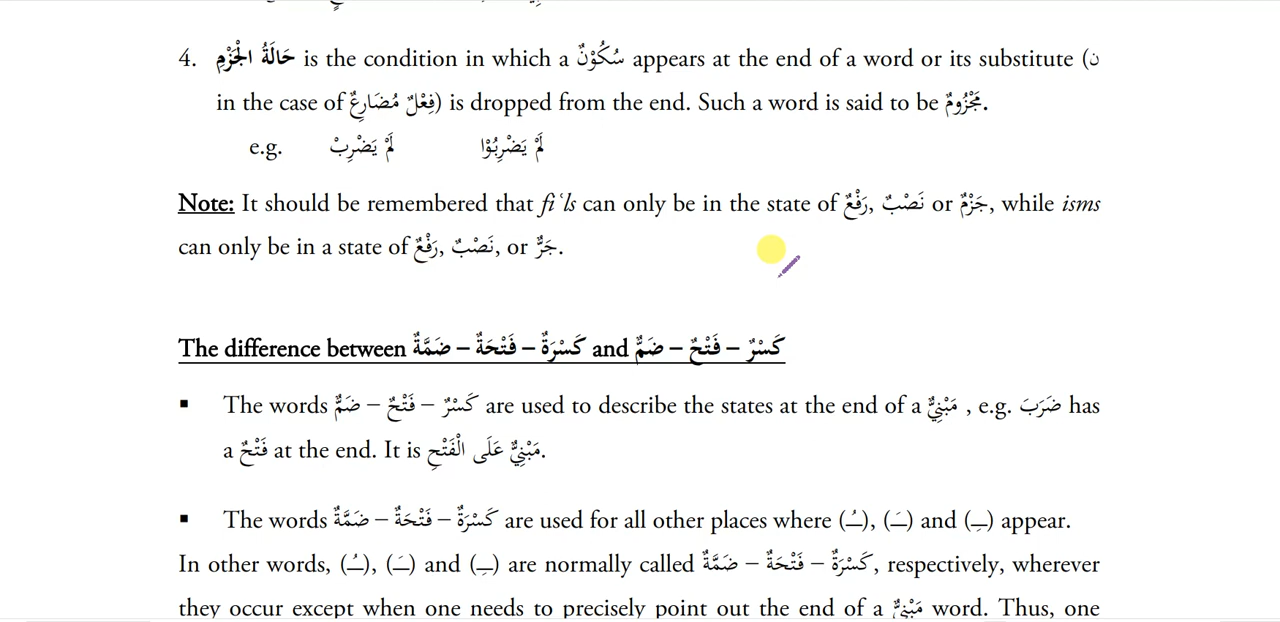 4. حَالَةُ الْجَزْمِ is the condition in which a سُكُوْنٌ appears at the end of a word or its substitute (ن
in the case of فِعْلٌ مُضَارِعٌ) is dropped from the end. Such a word is said to be مَجْزُوْمٌ.
e.g. لَمْ يَضْرِبْ لَمْ يَضْرِبُوْا
Note: It should be remembered that fiʿls can only be in the state of رَفْعٌ, نَصْبٌ or جَزْمٌ, while isms
can only be in a state of رَفْعٌ, نَصْبٌ, or جَرٌّ.
The difference between ضَمَّةٌ – فَتْحَةٌ – كَسْرَةٌ and ضَمٌّ – فَتْحٌ – كَسْرٌ
▪ The words ضَمٌّ – فَتْحٌ – كَسْرٌ are used to describe the states at the end of a مَبْنِيٌّ , e.g. ضَرَبَ has
a فَتْحٌ at the end. It is مَبْنِيٌّ عَلَى الْفَتْحِ.
▪ The words ضَمَّةٌ – فَتْحَةٌ – كَسْرَةٌ are used for all other places where (ـُ), (ـَ) and (ـِ) appear.
In other words, (ـُ), (ـَ) and (ـِ) are normally called ضَمَّةٌ – فَتْحَةٌ – كَسْرَةٌ, respectively, wherever
they occur except when one needs to precisely point out the end of a مَبْنِيٌّ word. Thus, one